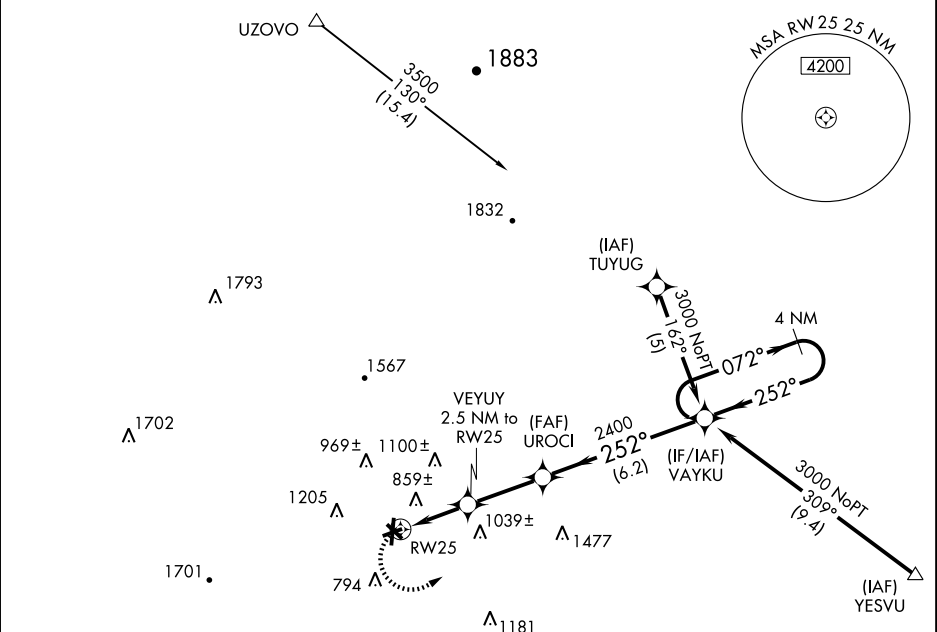 UZOVO
1883
3500
130°
(15.4)
MSA RW25 25 NM
4200
1832
(IAF)
TUYUG
1793
3000 NoPT
162°
(5)
4 NM
072°
252°
1567
VEYUY
2.5 NM to
RW25
(FAF)
UROCI
2400
252°
(6.2)
(IF/IAF)
VAYKU
1702
969±
1100±
859±
1205
3000 NoPT
309°
(9.4)
1039±
RW25
1477
1701
794
(IAF)
YESVU
1181